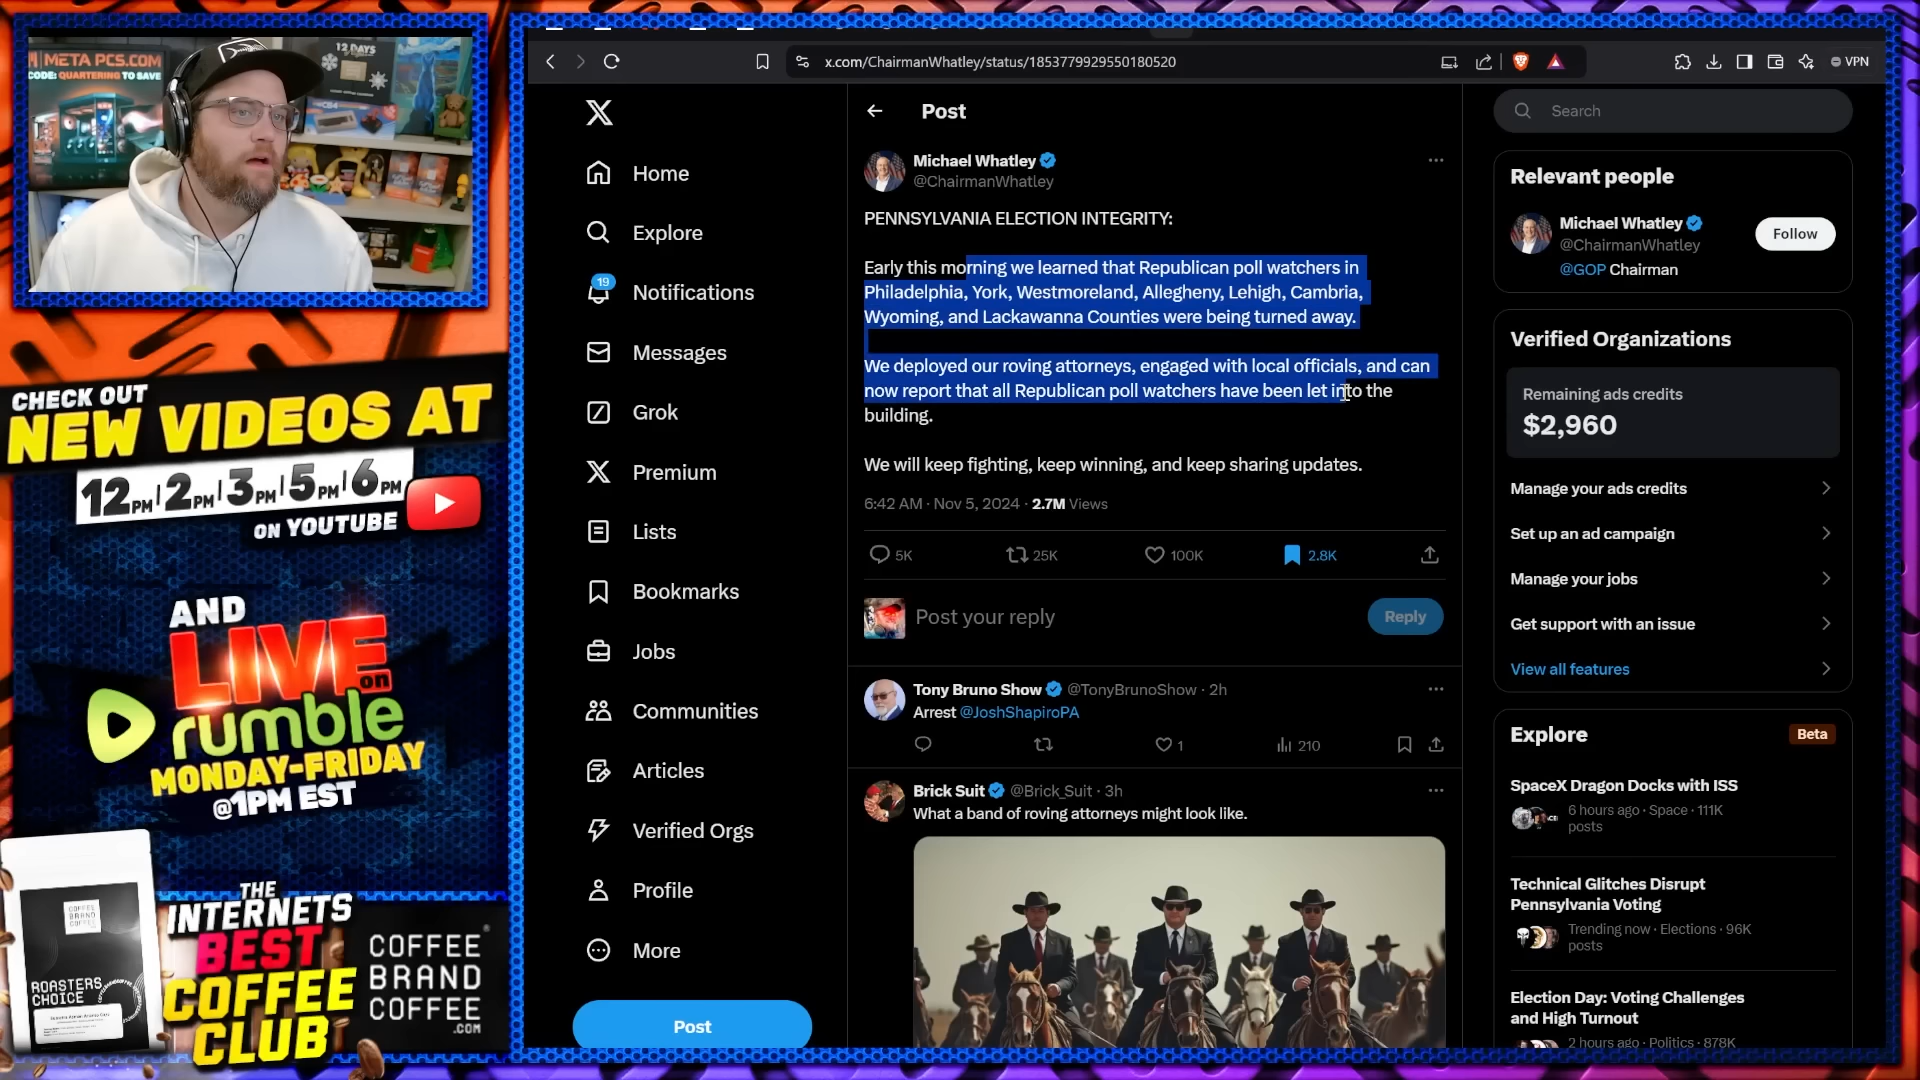 META PCS.COM
CODE: QUARTERING TO SAVE
12 DAYS
CHECK OUT
NEW VIDEOS AT
12PM | 2PM | 3PM | 5PM | 6PM
ON YOUTUBE
AND
LIVE
on
rumble
MONDAY-FRIDAY
@1PM EST
COFFEE
BRAND
COFFEE
ROASTERS
CHOICE
THE
INTERNETS
BEST
COFFEE
CLUB
COFFEE
BRAND
COFFEE
.COM
x.com/ChairmanWhatley/status/1853779929550180520
VPN
Home
Explore
19
Notifications
Messages
Grok
Premium
Lists
Bookmarks
Jobs
Communities
Articles
Verified Orgs
Profile
More
Post
Post
Michael Whatley
@ChairmanWhatley
PENNSYLVANIA ELECTION INTEGRITY:
Early this morning we learned that Republican poll watchers in
Philadelphia, York, Westmoreland, Allegheny, Lehigh, Cambria,
Wyoming, and Lackawanna Counties were being turned away.
We deployed our roving attorneys, engaged with local officials, and can
now report that all Republican poll watchers have been let into the
building.
We will keep fighting, keep winning, and keep sharing updates.
6:42 AM · Nov 5, 2024 · 2.7M Views
5K 25K 100K 2.8K
Post your reply
Reply
Tony Bruno Show @TonyBrunoShow · 2h
Arrest @JoshShapiroPA
1 210
Brick Suit @Brick_Suit · 3h
What a band of roving attorneys might look like.
Search
Relevant people
Michael Whatley
@ChairmanWhatley
Follow
@GOP Chairman
Verified Organizations
Remaining ads credits
$2,960
Manage your ads credits
Set up an ad campaign
Manage your jobs
Get support with an issue
View all features
Explore
Beta
SpaceX Dragon Docks with ISS
6 hours ago · Space · 111K
posts
Technical Glitches Disrupt
Pennsylvania Voting
Trending now · Elections · 96K
posts
Election Day: Voting Challenges
and High Turnout
2 hours ago · Politics · 878K